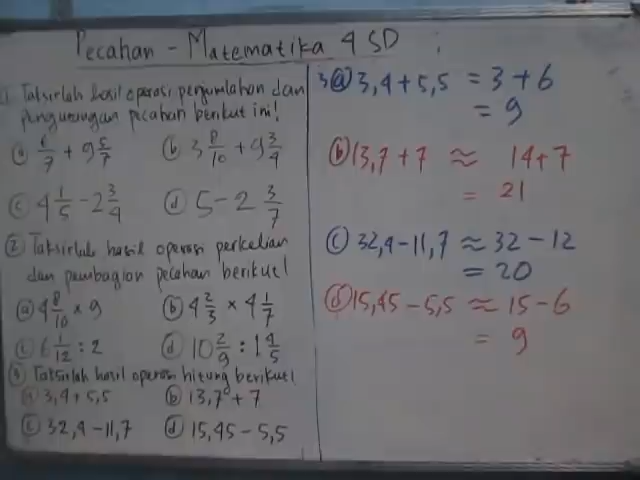 Pecahan - Matematika 4 SD
1. Taksirlah hasil operasi penjumlahan dan
pengurangan pecahan berikut ini!
(a) 6/7 + 9 5/7 (b) 3 8/10 + 9 3/4
(c) 4 1/5 - 2 3/4 (d) 5 - 2 3/7
(2) Taksirlah hasil operasi perkalian
dan pembagian pecahan berikut!
(a) 4 8/10 × 9 (b) 4 2/3 × 4 1/7
(c) 6 1/12 : 2 (d) 10 2/9 : 1 4/5
(3) Taksirlah hasil operasi hitung berikut!
(a) 3,4 + 5,5 (b) 13,7 + 7
(c) 32,4 - 11,7 (d) 15,45 - 5,5
3 (a) 3,4 + 5,5 = 3 + 6
= 9
(b) 13,7 + 7 ≈ 14 + 7
= 21
(c) 32,4 - 11,7 ≈ 32 - 12
= 20
(d) 15,45 - 5,5 ≈ 15 - 6
= 9